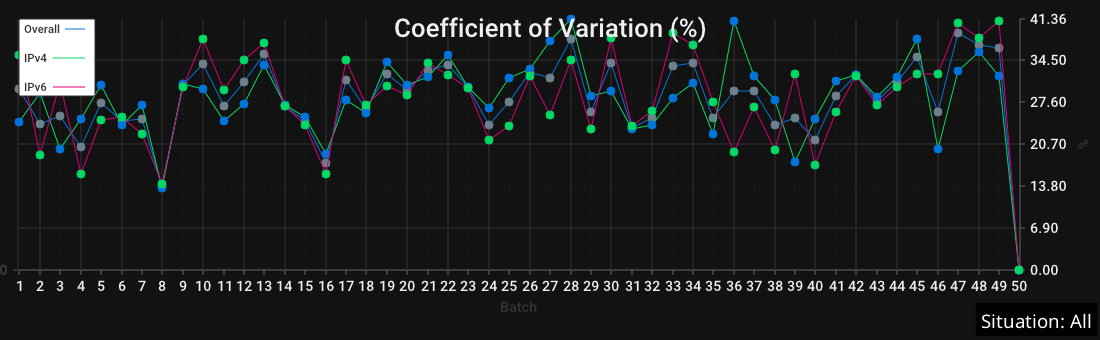 Coefficient of Variation (%)
Overall
IPv4
IPv6
41.36
34.50
27.60
20.70
13.80
6.90
0.00
%
0
1 2 3 4 5 6 7 8 9 10 11 12 13 14 15 16 17 18 19 20 21 22 23 24 25 26 27 28 29 30 31 32 33 34 35 36 37 38 39 40 41 42 43 44 45 46 47 48 49 50
Batch
Situation: All